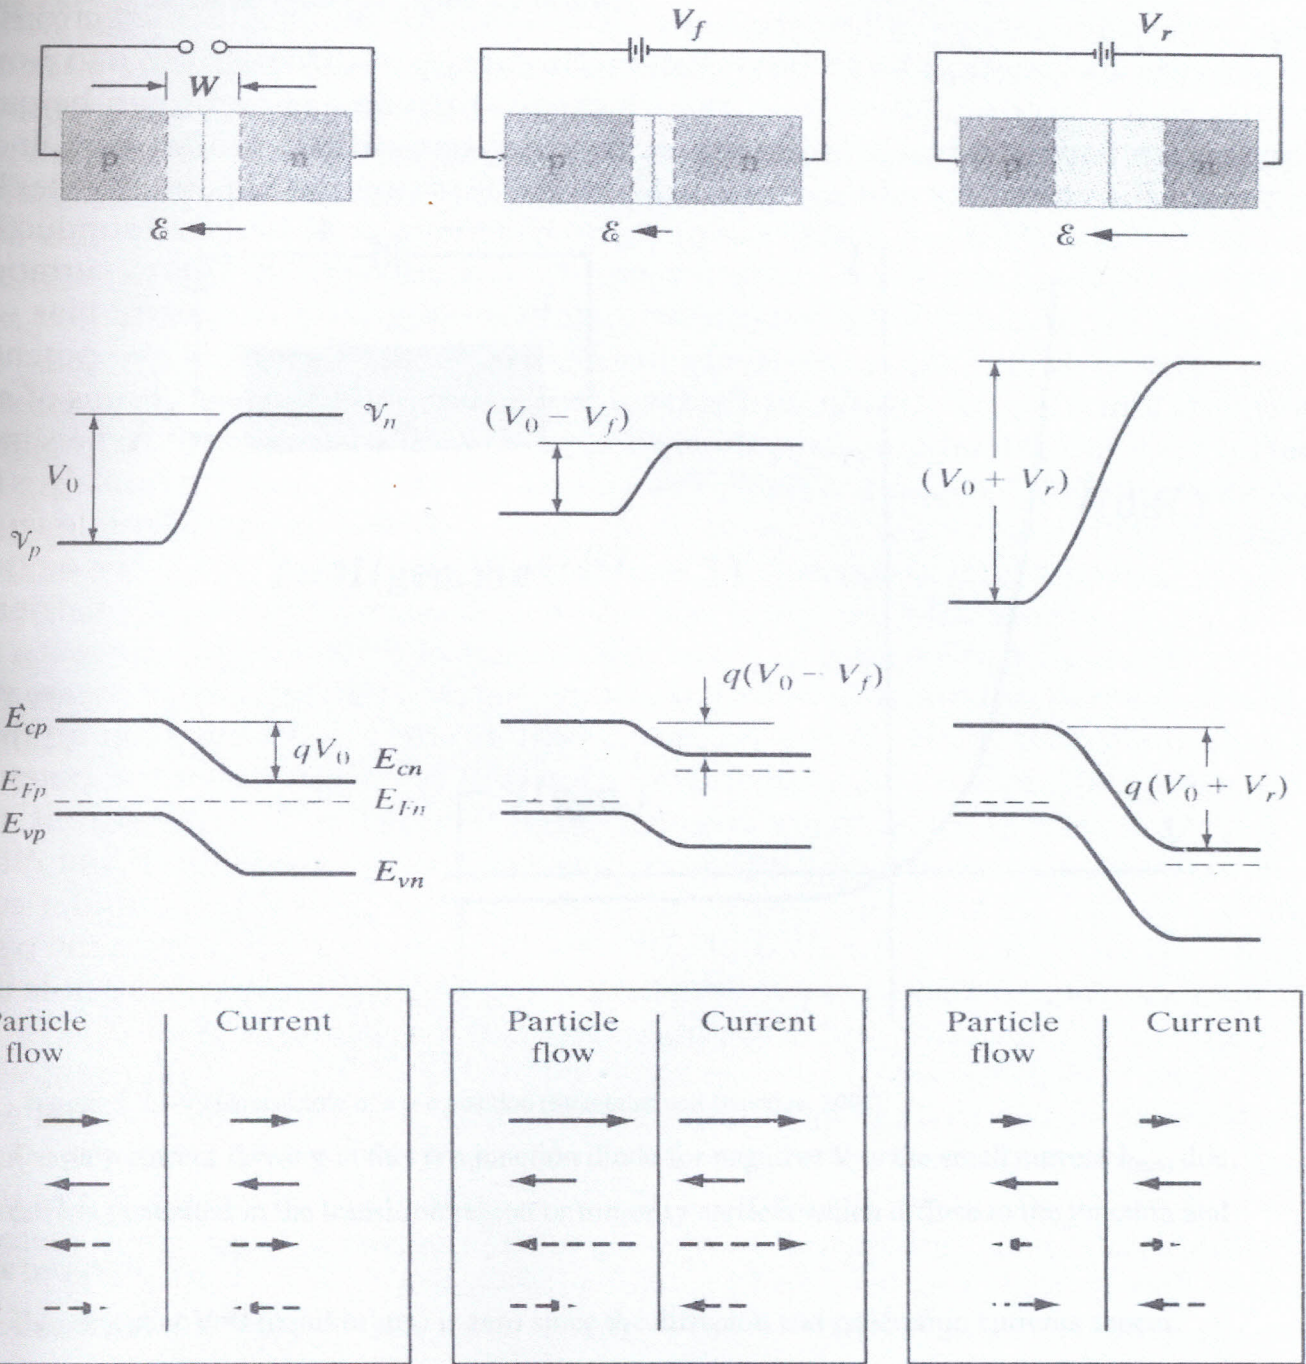 V_f
V_r
W
p
n
p
n
p
n
ℰ
ℰ
ℰ
𝒱_n
(V_0 − V_f)
V_0
(V_0 + V_r)
𝒱_p
q(V_0 − V_f)
E_cp
qV_0
E_cn
E_Fp
E_Fn
q(V_0 + V_r)
E_vp
E_vn
Particle
flow
Current
Particle
flow
Current
Particle
flow
Current